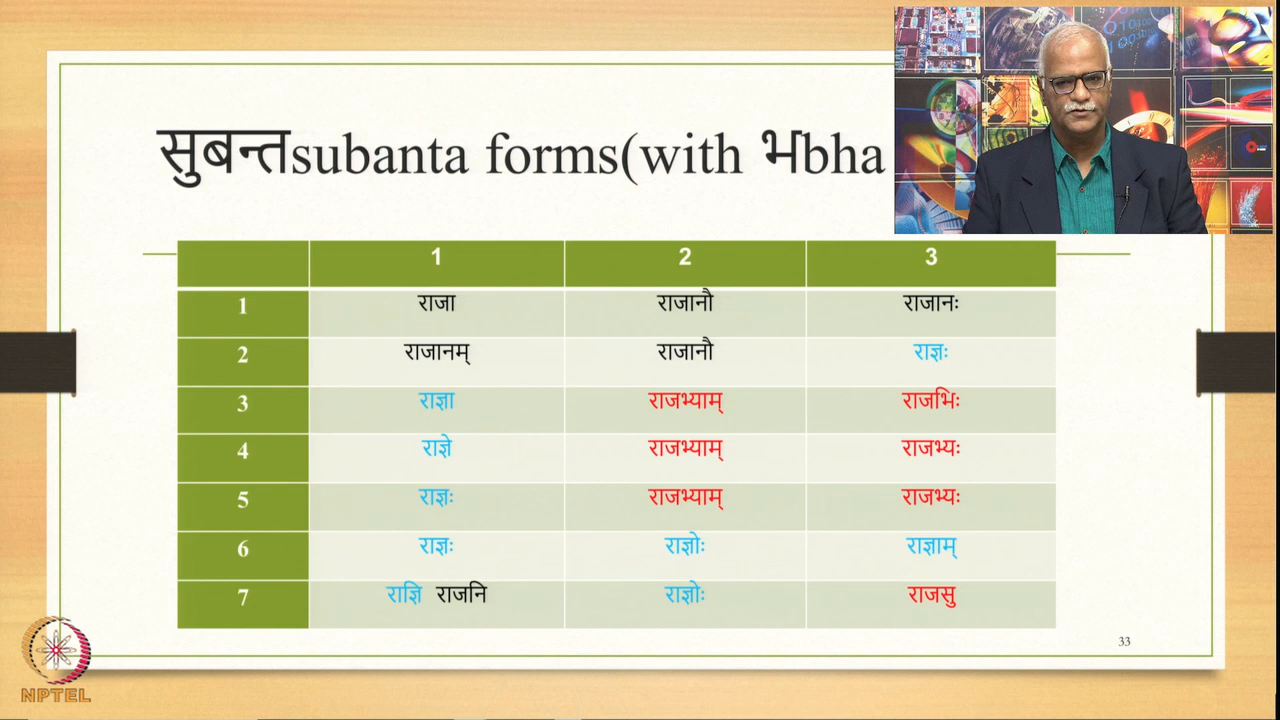 सुबन्तsubanta forms(with भbha
1 2 3
1 राजा राजानौ राजानः
2 राजानम् राजानौ राज्ञः
3 राज्ञा राजभ्याम् राजभिः
4 राज्ञे राजभ्याम् राजभ्यः
5 राज्ञः राजभ्याम् राजभ्यः
6 राज्ञः राज्ञोः राज्ञाम्
7 राज्ञि राजनि राज्ञोः राजसु
33
NPTEL